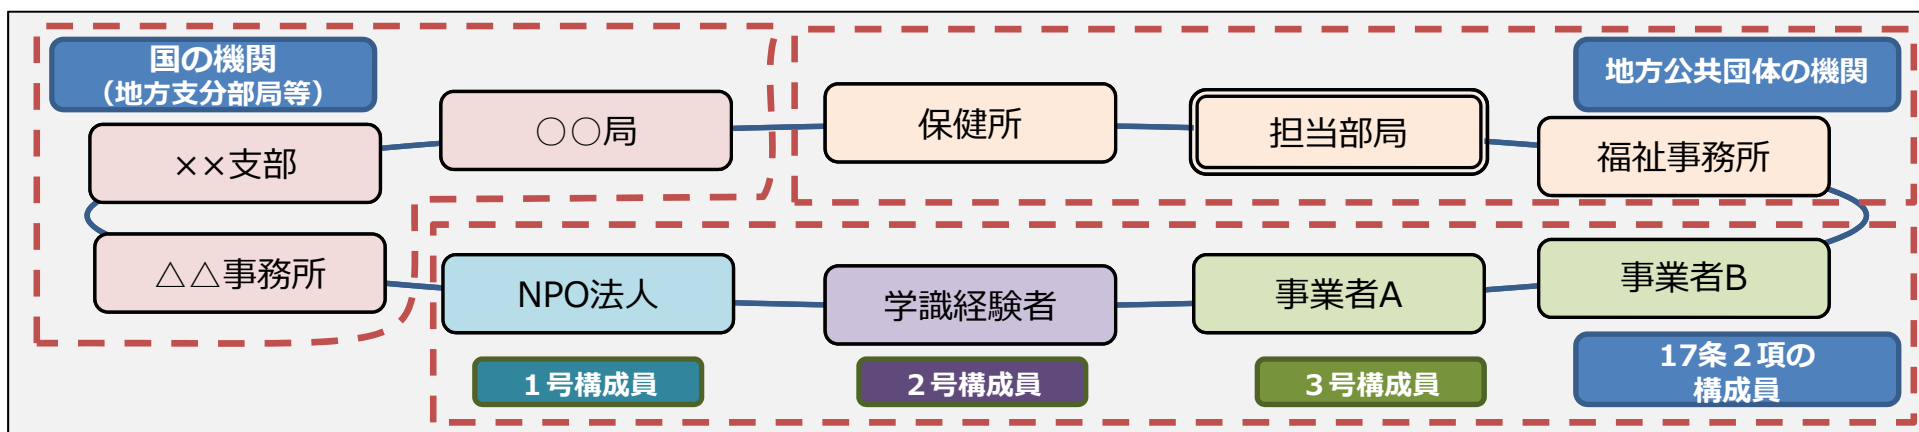 国の機関
（地方支分部局等）
地方公共団体の機関
××支部
○○局
保健所
担当部局
福祉事務所
△△事務所
NPO法人
学識経験者
事業者A
事業者B
１号構成員
２号構成員
３号構成員
17条２項の
構成員